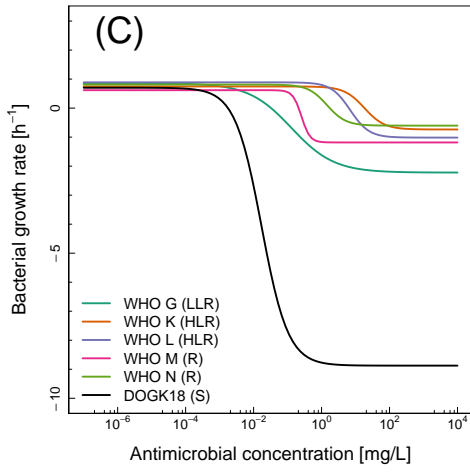 (C)
Bacterial growth rate [h⁻¹]
0
−5
−10
WHO G (LLR)
WHO K (HLR)
WHO L (HLR)
WHO M (R)
WHO N (R)
DOGK18 (S)
10⁻⁶ 10⁻⁴ 10⁻² 10⁰ 10² 10⁴
Antimicrobial concentration [mg/L]